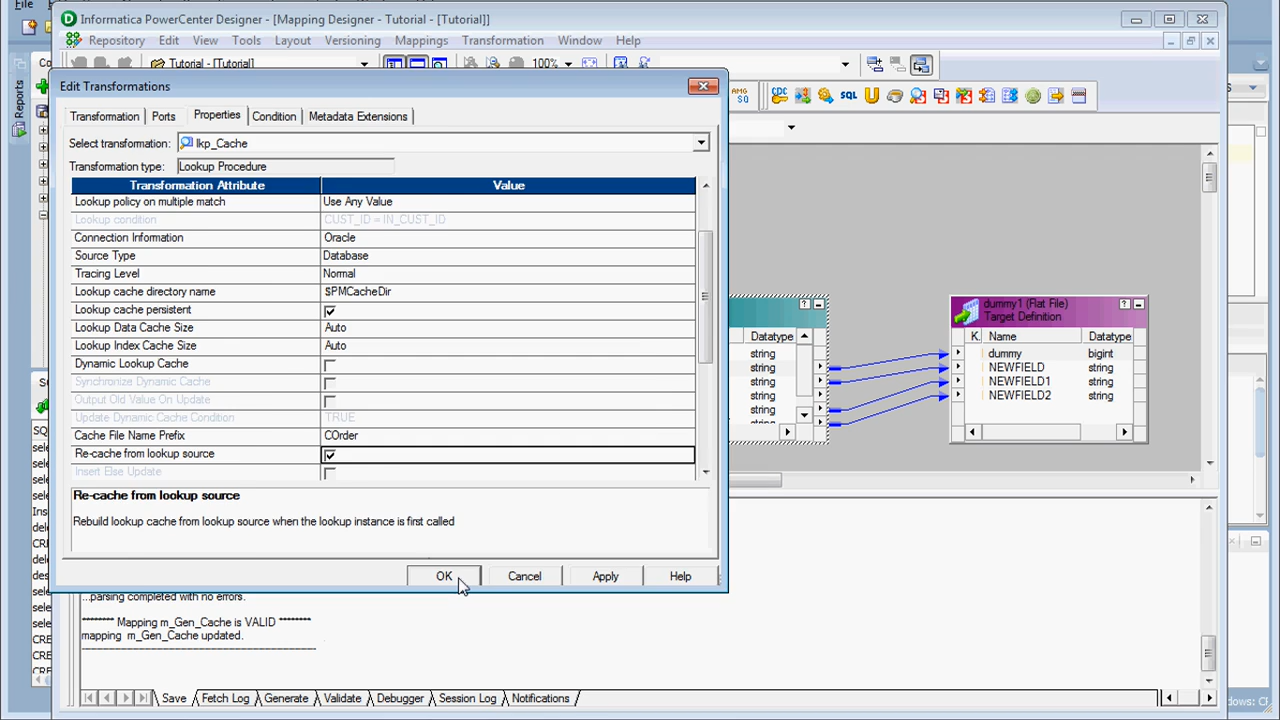 File
Informatica PowerCenter Designer - [Mapping Designer - Tutorial - [Tutorial]]
Repository Edit View Tools Layout Versioning Mappings Transformation Window Help
Tutorial - (Tutorial)
100%
Reports
Edit Transformations
Transformation Ports Properties Condition Metadata Extensions
Select transformation: lkp_Cache
Transformation type: Lookup Procedure
Transformation Attribute Value
Lookup policy on multiple match Use Any Value
Lookup condition CUST_ID = IN_CUST_ID
Connection Information Oracle
Source Type Database
Tracing Level Normal
Lookup cache directory name $PMCacheDir
Lookup cache persistent
Lookup Data Cache Size Auto
Lookup Index Cache Size Auto
Dynamic Lookup Cache
Synchronize Dynamic Cache
Output Old Value On Update
Update Dynamic Cache Condition TRUE
Cache File Name Prefix COrder
Re-cache from lookup source
Insert Else Update
Re-cache from lookup source
Rebuild lookup cache from lookup source when the lookup instance is first called
OK Cancel Apply Help
AMG
SQ
CDC
SQL
Datatype
string
string
string
string
string
dummy1 (Flat File)
Target Definition
K. Name Datatype
dummy bigint
NEWFIELD string
NEWFIELD1 string
NEWFIELD2 string
...parsing completed with no errors.
******** Mapping m_Gen_Cache is VALID ********
mapping m_Gen_Cache updated.
Save Fetch Log Generate Validate Debugger Session Log Notifications